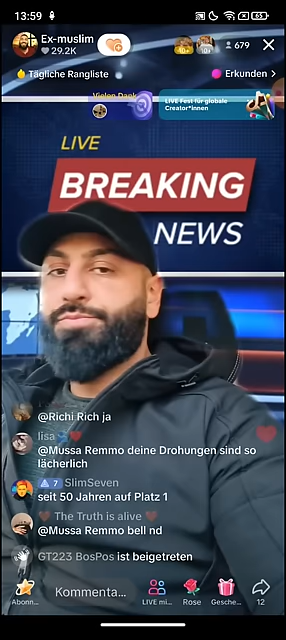 13:59
65
Ex-muslim
29.2K
679
Tägliche Rangliste
Erkunden >
Vielen Dank
LIVE Fest für globale
Creator*innen
LIVE
BREAKING
NEWS
@Richi Rich ja
lisa
@Mussa Remmo deine Drohungen sind so
lächerlich
7 SlimSeven
seit 50 Jahren auf Platz 1
The Truth is alive
@Mussa Remmo bell nd
GT223 BosPos ist beigetreten
Abonn...
Kommenta...
LIVE mi...
Rose
Gesche...
12